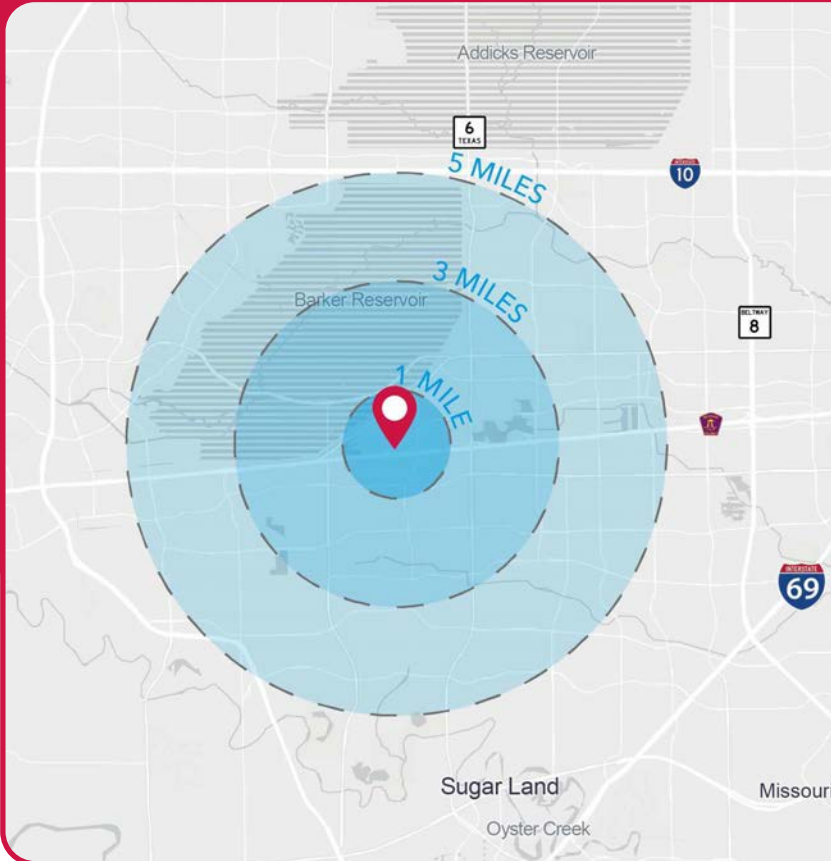 Addicks Reservoir
6
TEXAS
5 MILES
10
3 MILES
Barker Reservoir
BELTWAY
8
1 MILE
INTERSTATE
69
Sugar Land
Missouri
Oyster Creek